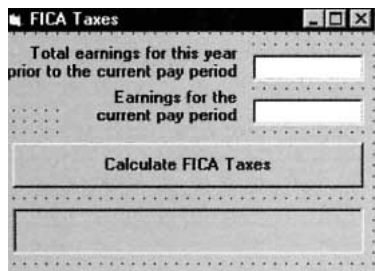 FICA Taxes
Total earnings for this year
prior to the current pay period
Earnings for the
current pay period
Calculate FICA Taxes